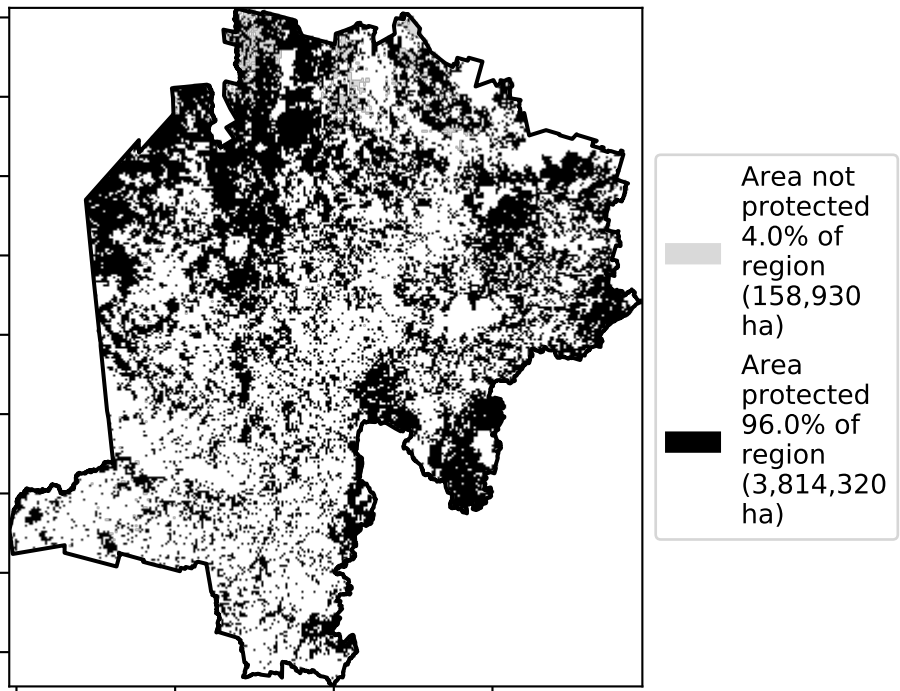 Area not
protected
4.0% of
region
(158,930
ha)
Area
protected
96.0% of
region
(3,814,320
ha)